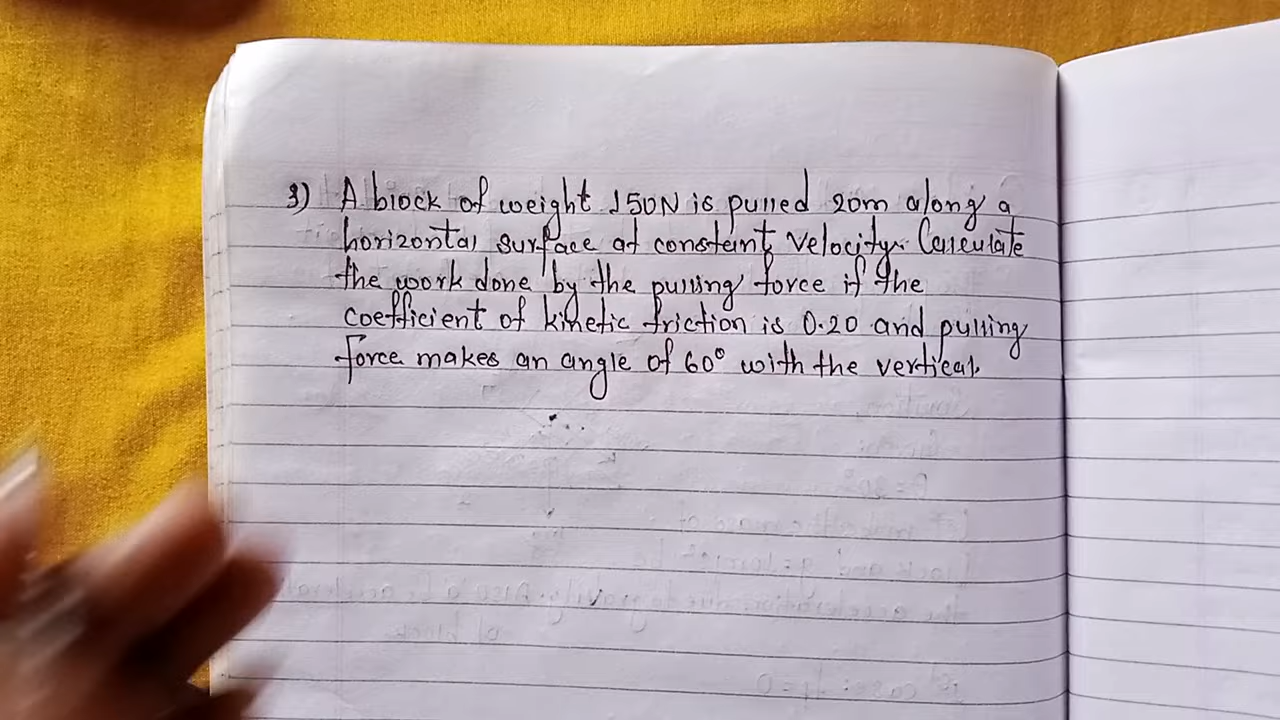 3) A block of weight 150N is pulled 20m along a
horizontal surface at constant velocity. Calculate
the work done by the pulling force if the
coefficient of kinetic friction is 0.20 and pulling
force makes an angle of 60° with the vertical.